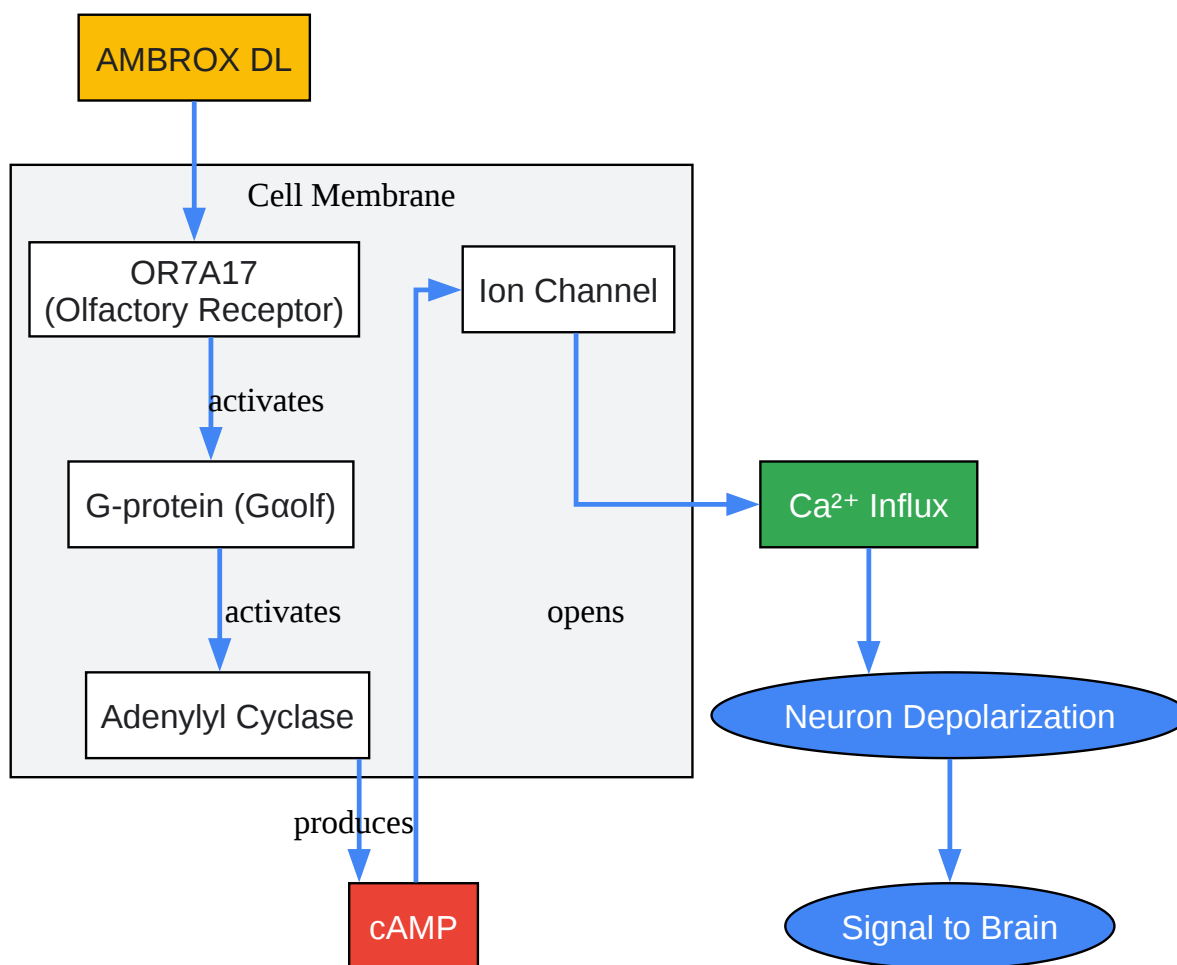 AMBROX DL
Cell Membrane
OR7A17
(Olfactory Receptor)
Ion Channel
activates
G-protein (Gαolf)
Ca²⁺ Influx
activates
opens
Adenylyl Cyclase
Neuron Depolarization
produces
cAMP
Signal to Brain